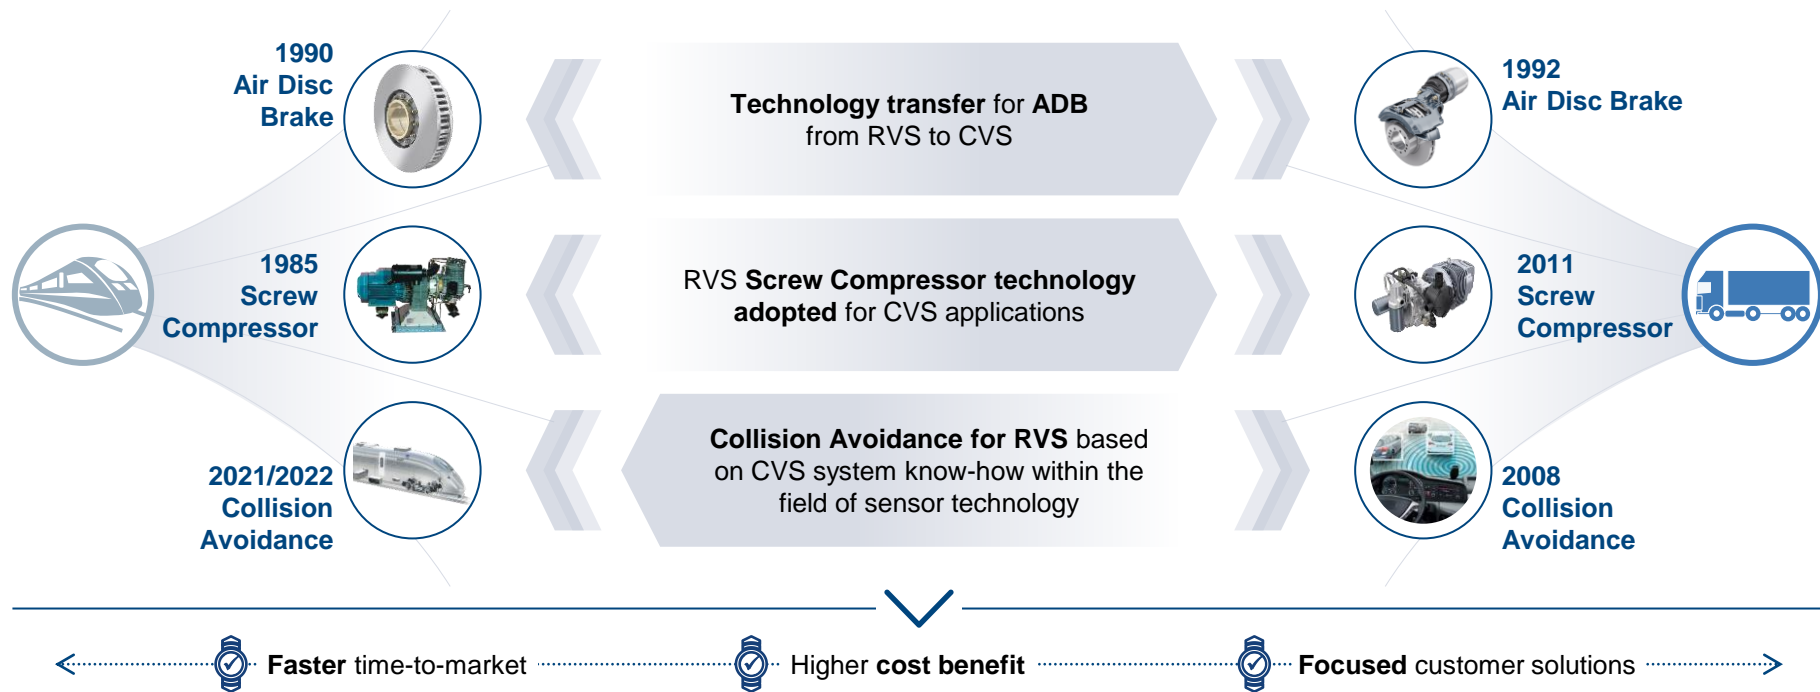 1990
Air Disc
Brake
Technology transfer for ADB
from RVS to CVS
1992
Air Disc Brake
1985
Screw
Compressor
RVS Screw Compressor technology
adopted for CVS applications
2011
Screw
Compressor
2021/2022
Collision
Avoidance
Collision Avoidance for RVS based
on CVS system know-how within the
field of sensor technology
2008
Collision
Avoidance
Faster time-to-market
Higher cost benefit
Focused customer solutions